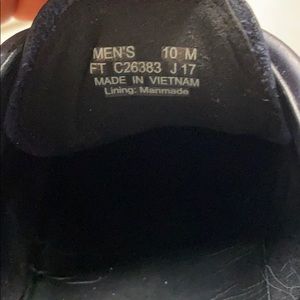 MEN'S 10 M
FT C26383 J 17
MADE IN VIETNAM
Lining: Manmade